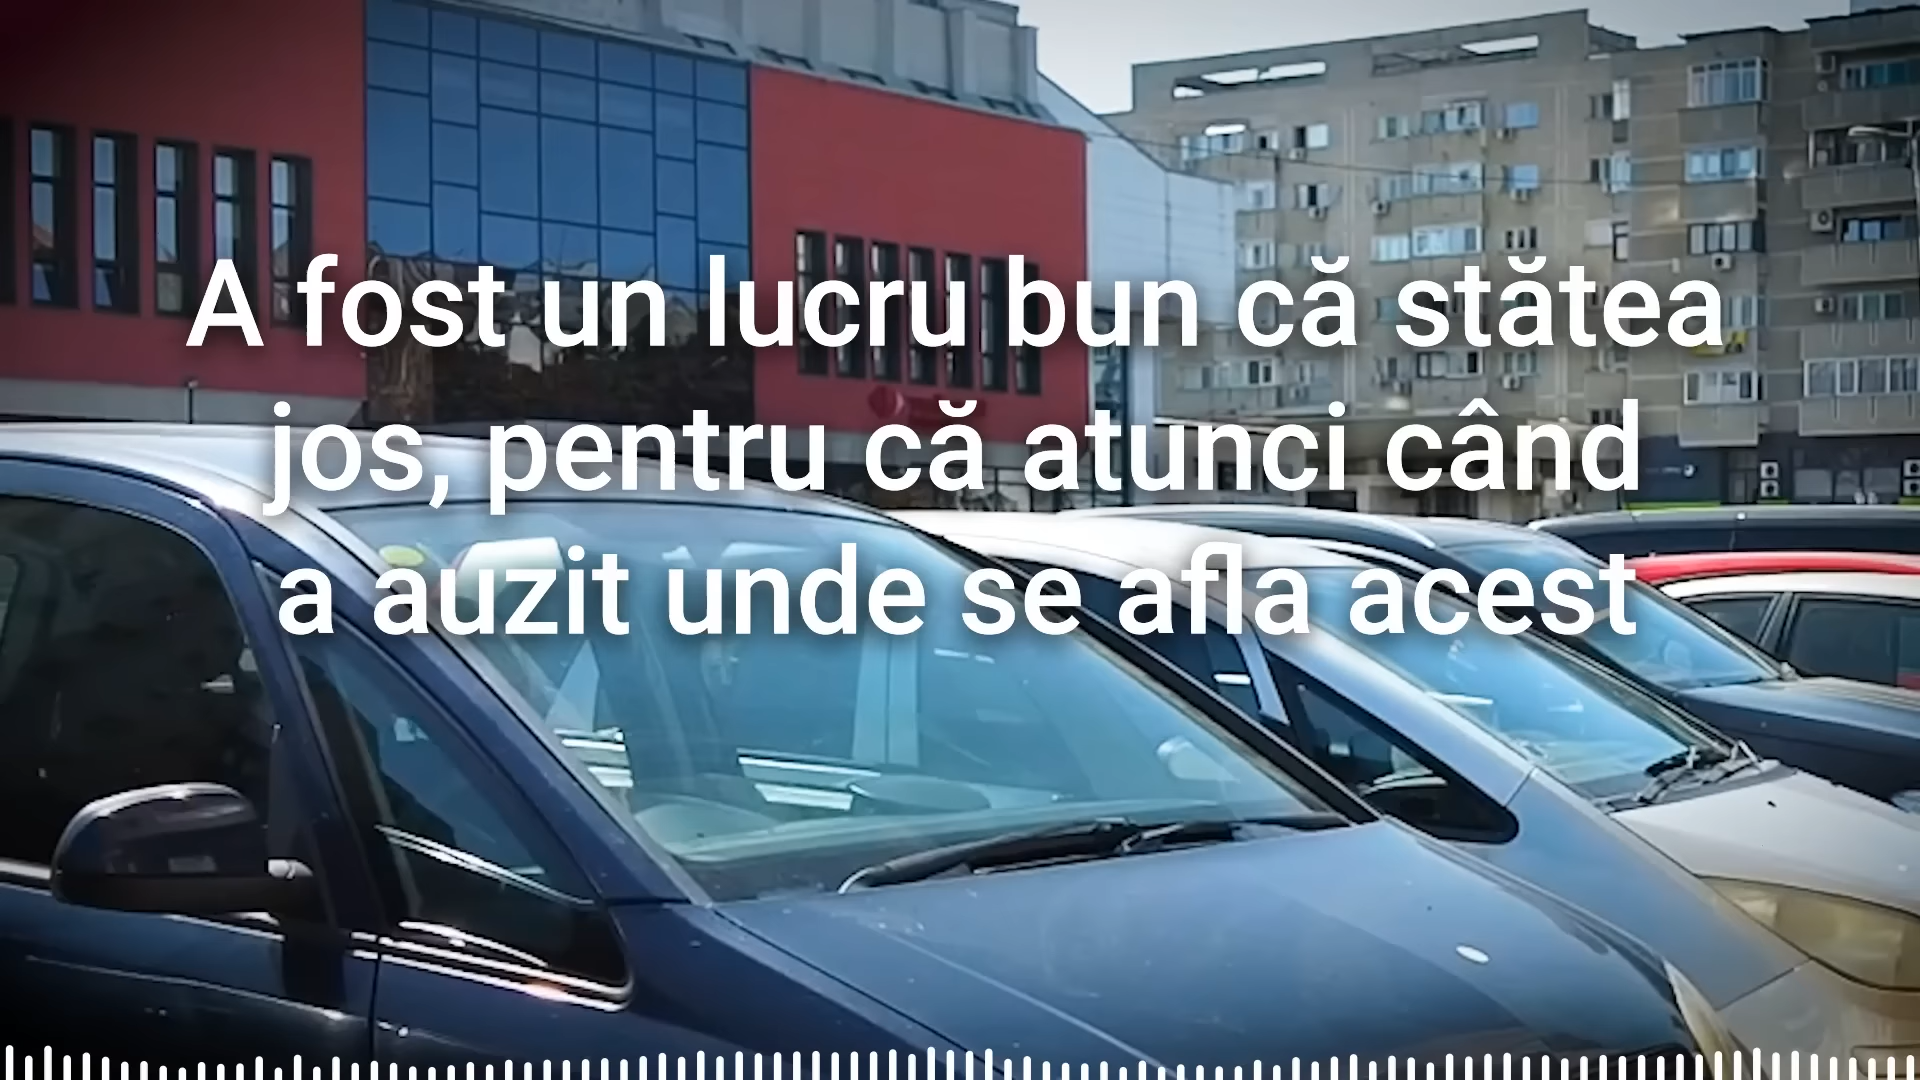 A fost un lucru bun că stătea
jos, pentru că atunci când
a auzit unde se afla acest